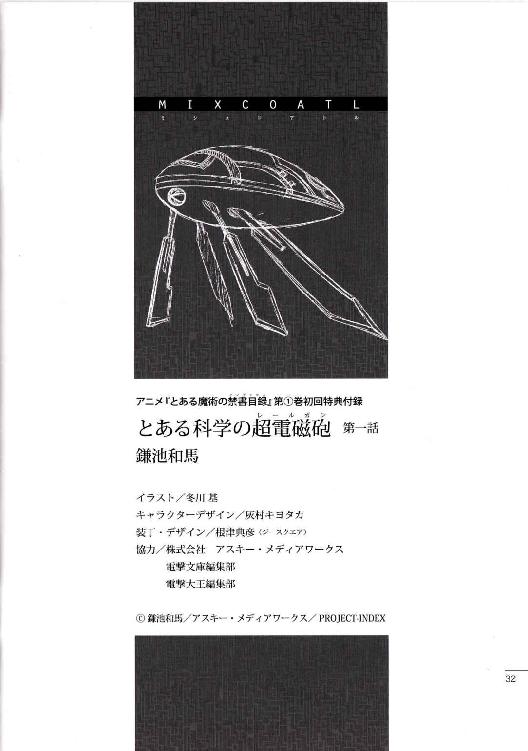 MIXCOATL
ミシュコアトル
アニメ『とある魔術の禁書目録』第①巻初回特典付録
レールガン
とある科学の超電磁砲 第一話
鎌池和馬
イラスト／冬川 基
キャラクターデザイン／灰村キヨタカ
装丁・デザイン／根津典彦（ジースクエア）
協力／株式会社 アスキー・メディアワークス
電撃文庫編集部
電撃大王編集部
Ⓒ 鎌池和馬／アスキー・メディアワークス／ PROJECT-INDEX
32